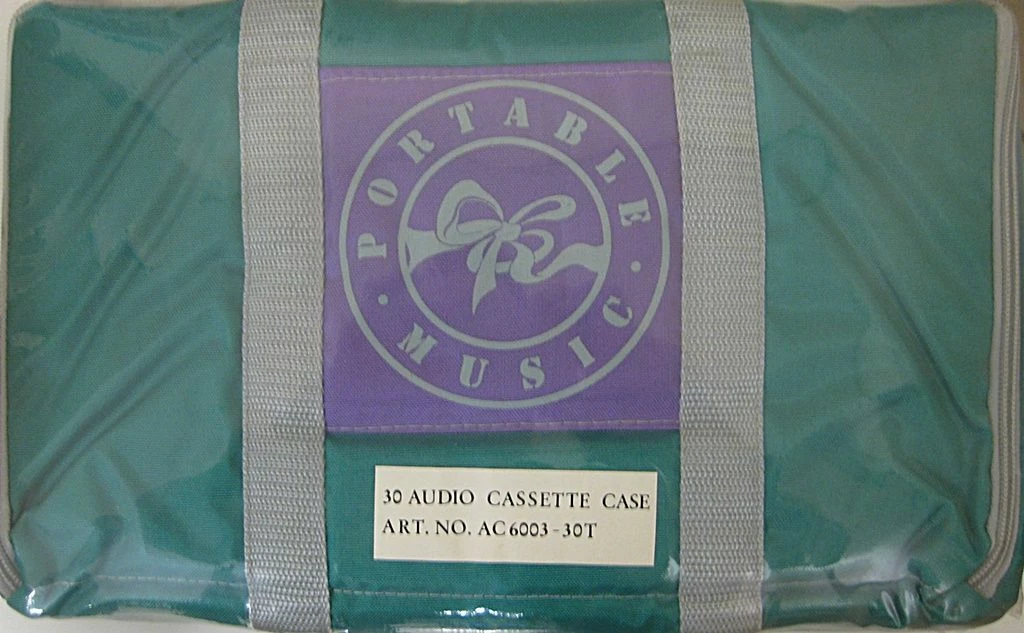 PORTABLE
MUSIC
30 AUDIO CASSETTE CASE
ART. NO. AC6003-30T